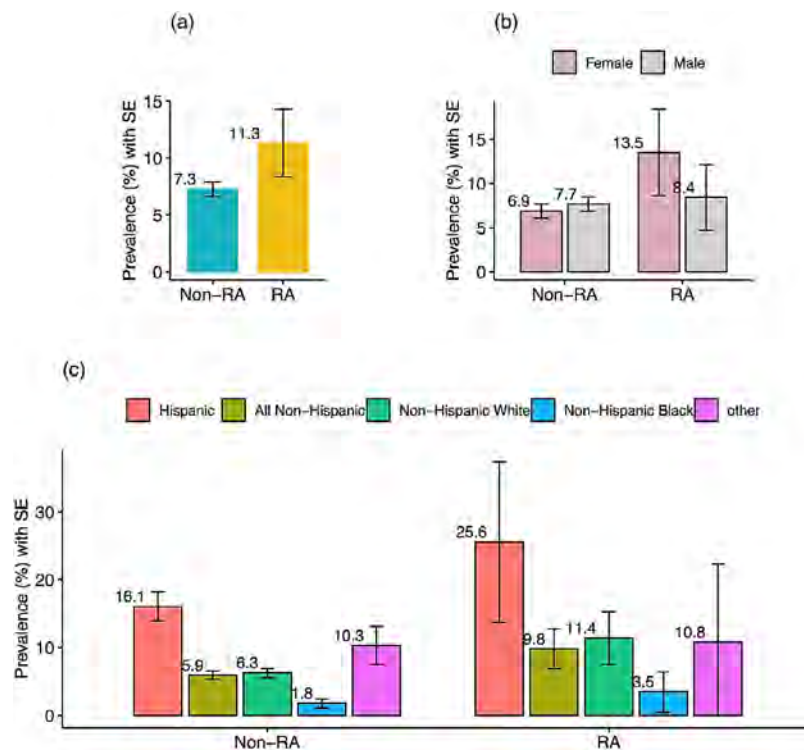 (a)
Prevalence (%) with SE
15
10
5
0
7.3
11.3
Non−RA
RA
(b)
Female
Male
Prevalence (%) with SE
15
10
5
0
6.9
7.7
13.5
8.4
Non−RA
RA
(c)
Hispanic
All Non−Hispanic
Non−Hispanic White
Non−Hispanic Black
other
Prevalence (%) with SE
30
20
10
0
16.1
5.9
6.3
1.8
10.3
25.6
9.8
11.4
3.5
10.8
Non−RA
RA